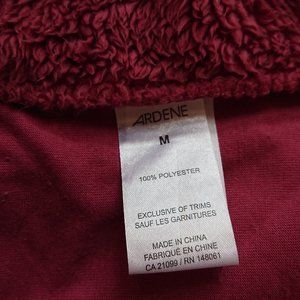 ARDENE
M
100% POLYESTER
EXCLUSIVE OF TRIMS
SAUF LES GARNITURES
MADE IN CHINA
FABRIQUÉ EN CHINE
CA 21099 / RN 148061